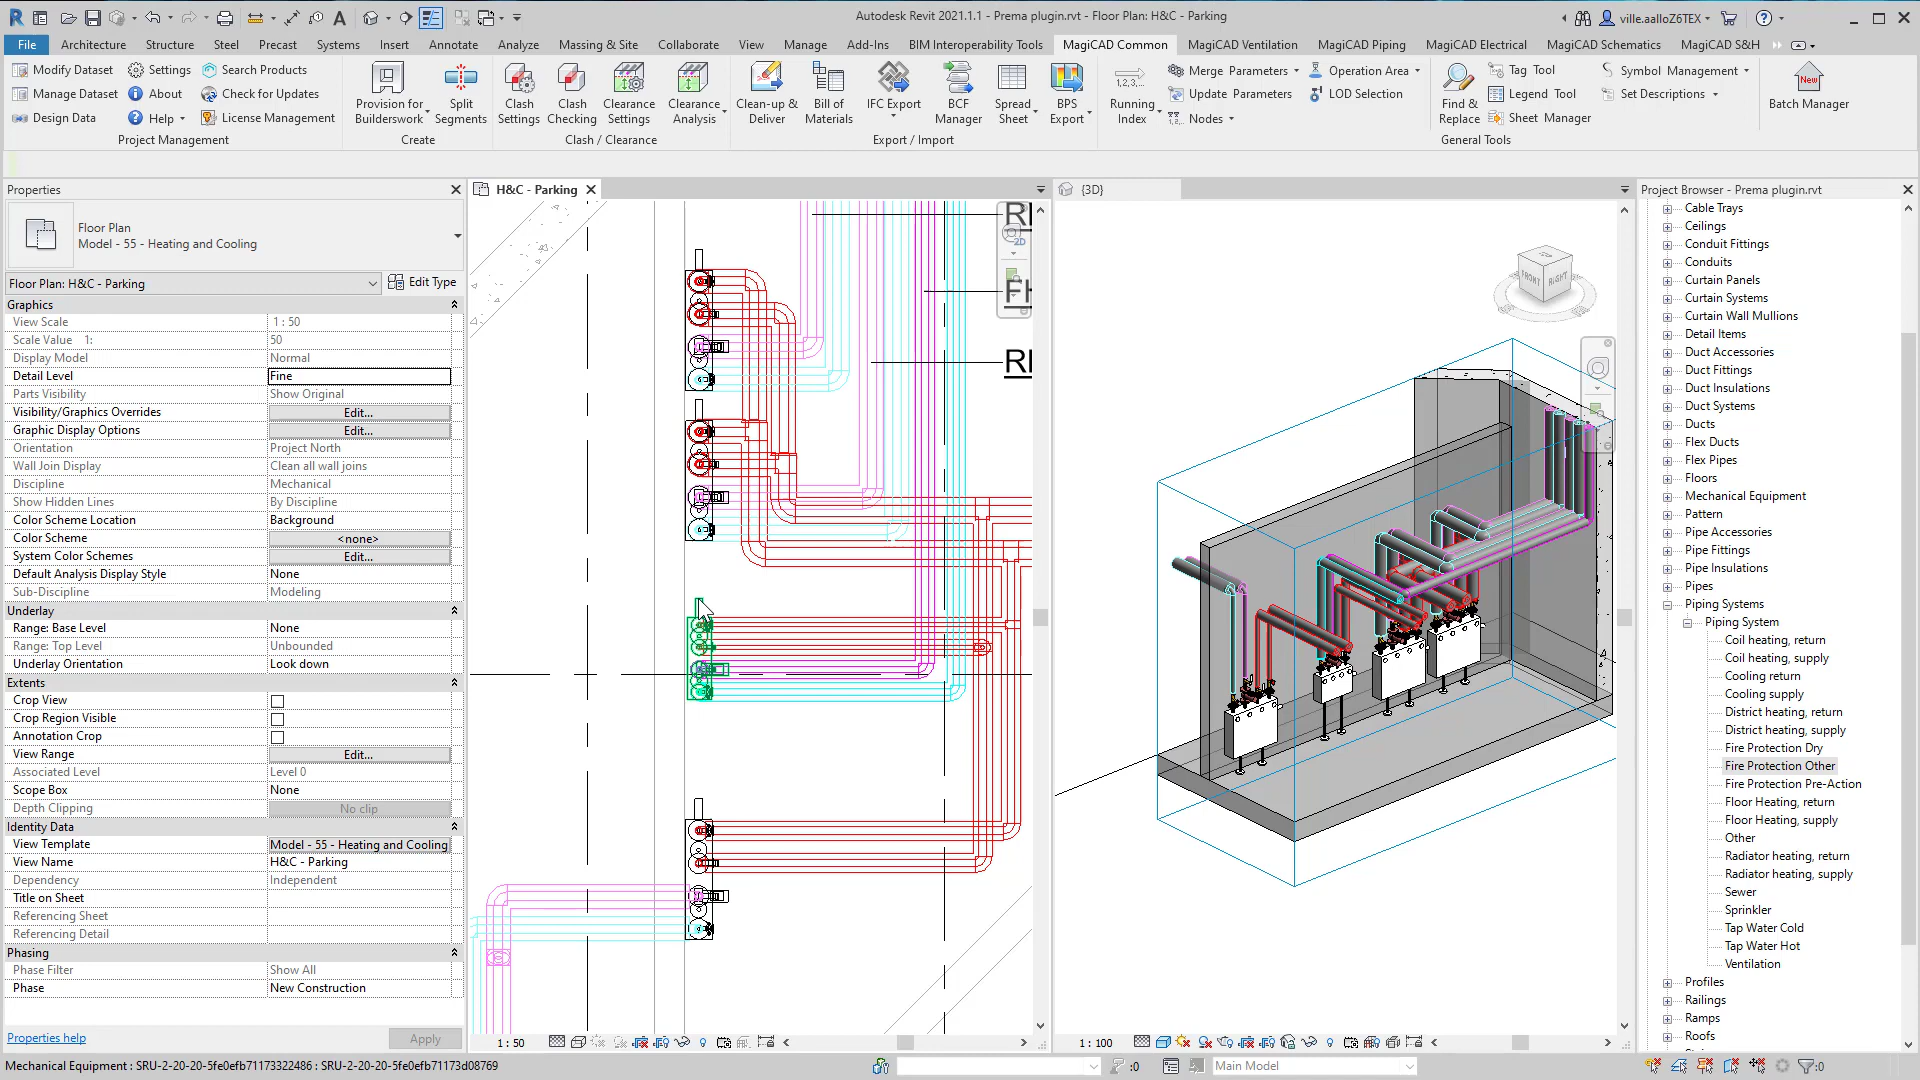 Autodesk Revit 2021.1.1 - Prema plugin.rvt - Floor Plan: H&C - Parking
ville.aalloZ6TEX
File Architecture Structure Steel Precast Systems Insert Annotate Analyze Massing & Site Collaborate View Manage Add-Ins BIM Interoperability Tools MagiCAD Common MagiCAD Ventilation MagiCAD Piping MagiCAD Electrical MagiCAD Schematics MagiCAD S&H
Modify Dataset Settings Search Products
Manage Dataset About Check for Updates
Design Data Help License Management
Project Management
Provision for Builderswork
Split Segments
Create
Clash Settings
Clash Checking
Clearance Settings
Clearance Analysis
Clash / Clearance
Clean-up & Deliver
Bill of Materials
IFC Export
BCF Manager
Spread Sheet
BPS Export
Export / Import
1,2,3,
Running Index
Merge Parameters Operation Area
Update Parameters LOD Selection
Nodes
Find & Replace
Tag Tool Symbol Management
Legend Tool Set Descriptions
Sheet Manager
General Tools
New
Batch Manager
Properties
Floor Plan
Model - 55 - Heating and Cooling
Floor Plan: H&C - Parking Edit Type
Graphics
View Scale 1 : 50
Scale Value 1: 50
Display Model Normal
Detail Level Fine
Parts Visibility Show Original
Visibility/Graphics Overrides Edit...
Graphic Display Options Edit...
Orientation Project North
Wall Join Display Clean all wall joins
Discipline Mechanical
Show Hidden Lines By Discipline
Color Scheme Location Background
Color Scheme <none>
System Color Schemes Edit...
Default Analysis Display Style None
Sub-Discipline Modeling
Underlay
Range: Base Level None
Range: Top Level Unbounded
Underlay Orientation Look down
Extents
Crop View
Crop Region Visible
Annotation Crop
View Range Edit...
Associated Level Level 0
Scope Box None
Depth Clipping No clip
Identity Data
View Template Model - 55 - Heating and Cooling
View Name H&C - Parking
Dependency Independent
Title on Sheet
Referencing Sheet
Referencing Detail
Phasing
Phase Filter Show All
Phase New Construction
Properties help Apply
H&C - Parking
2D
1 : 50
{3D}
FRONT RIGHT
1 : 100
Project Browser - Prema plugin.rvt
Cable Trays
Ceilings
Conduit Fittings
Conduits
Curtain Panels
Curtain Systems
Curtain Wall Mullions
Detail Items
Duct Accessories
Duct Fittings
Duct Insulations
Duct Systems
Ducts
Flex Ducts
Flex Pipes
Floors
Mechanical Equipment
Pattern
Pipe Accessories
Pipe Fittings
Pipe Insulations
Pipes
Piping Systems
Piping System
Coil heating, return
Coil heating, supply
Cooling return
Cooling supply
District heating, return
District heating, supply
Fire Protection Dry
Fire Protection Other
Fire Protection Pre-Action
Floor Heating, return
Floor Heating, supply
Other
Radiator heating, return
Radiator heating, supply
Sewer
Sprinkler
Tap Water Cold
Tap Water Hot
Ventilation
Profiles
Railings
Ramps
Roofs
Mechanical Equipment : SRU-2-20-20-5fe0efb71173322486 : SRU-2-20-20-5fe0efb71173d08769
:0
Main Model
:0